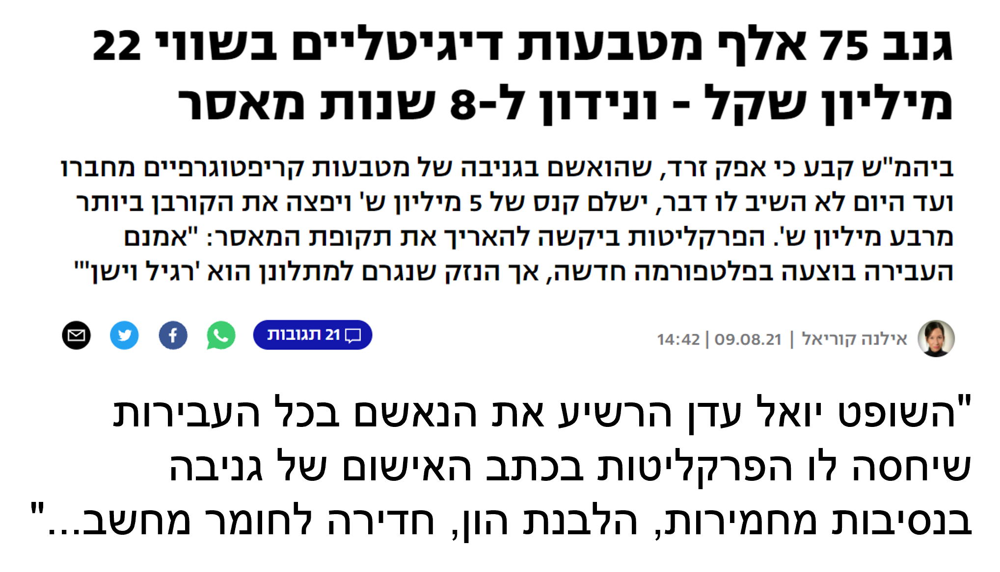 גנב 75 אלף מטבעות דיגיטליים בשווי 22
מיליון שקל - ונידון ל-8 שנות מאסר
ביהמ"ש קבע כי אפק זרד, שהואשם בגניבה של מטבעות קריפטוגרפיים מחברו
ועד היום לא השיב לו דבר, ישלם קנס של 5 מיליון ש' ויפצה את הקורבן ביותר
מרבע מיליון ש'. הפרקליטות ביקשה להאריך את תקופת המאסר: "אמנם
העבירה בוצעה בפלטפורמה חדשה, אך הנזק שנגרם למתלונן הוא 'רגיל וישן'"
אילנה קוריאל | 09.08.21 | 14:42
21 תגובות
"השופט יואל עדן הרשיע את הנאשם בכל העבירות
שיחסה לו הפרקליטות בכתב האישום של גניבה
בנסיבות מחמירות, הלבנת הון, חדירה לחומר מחשב..."